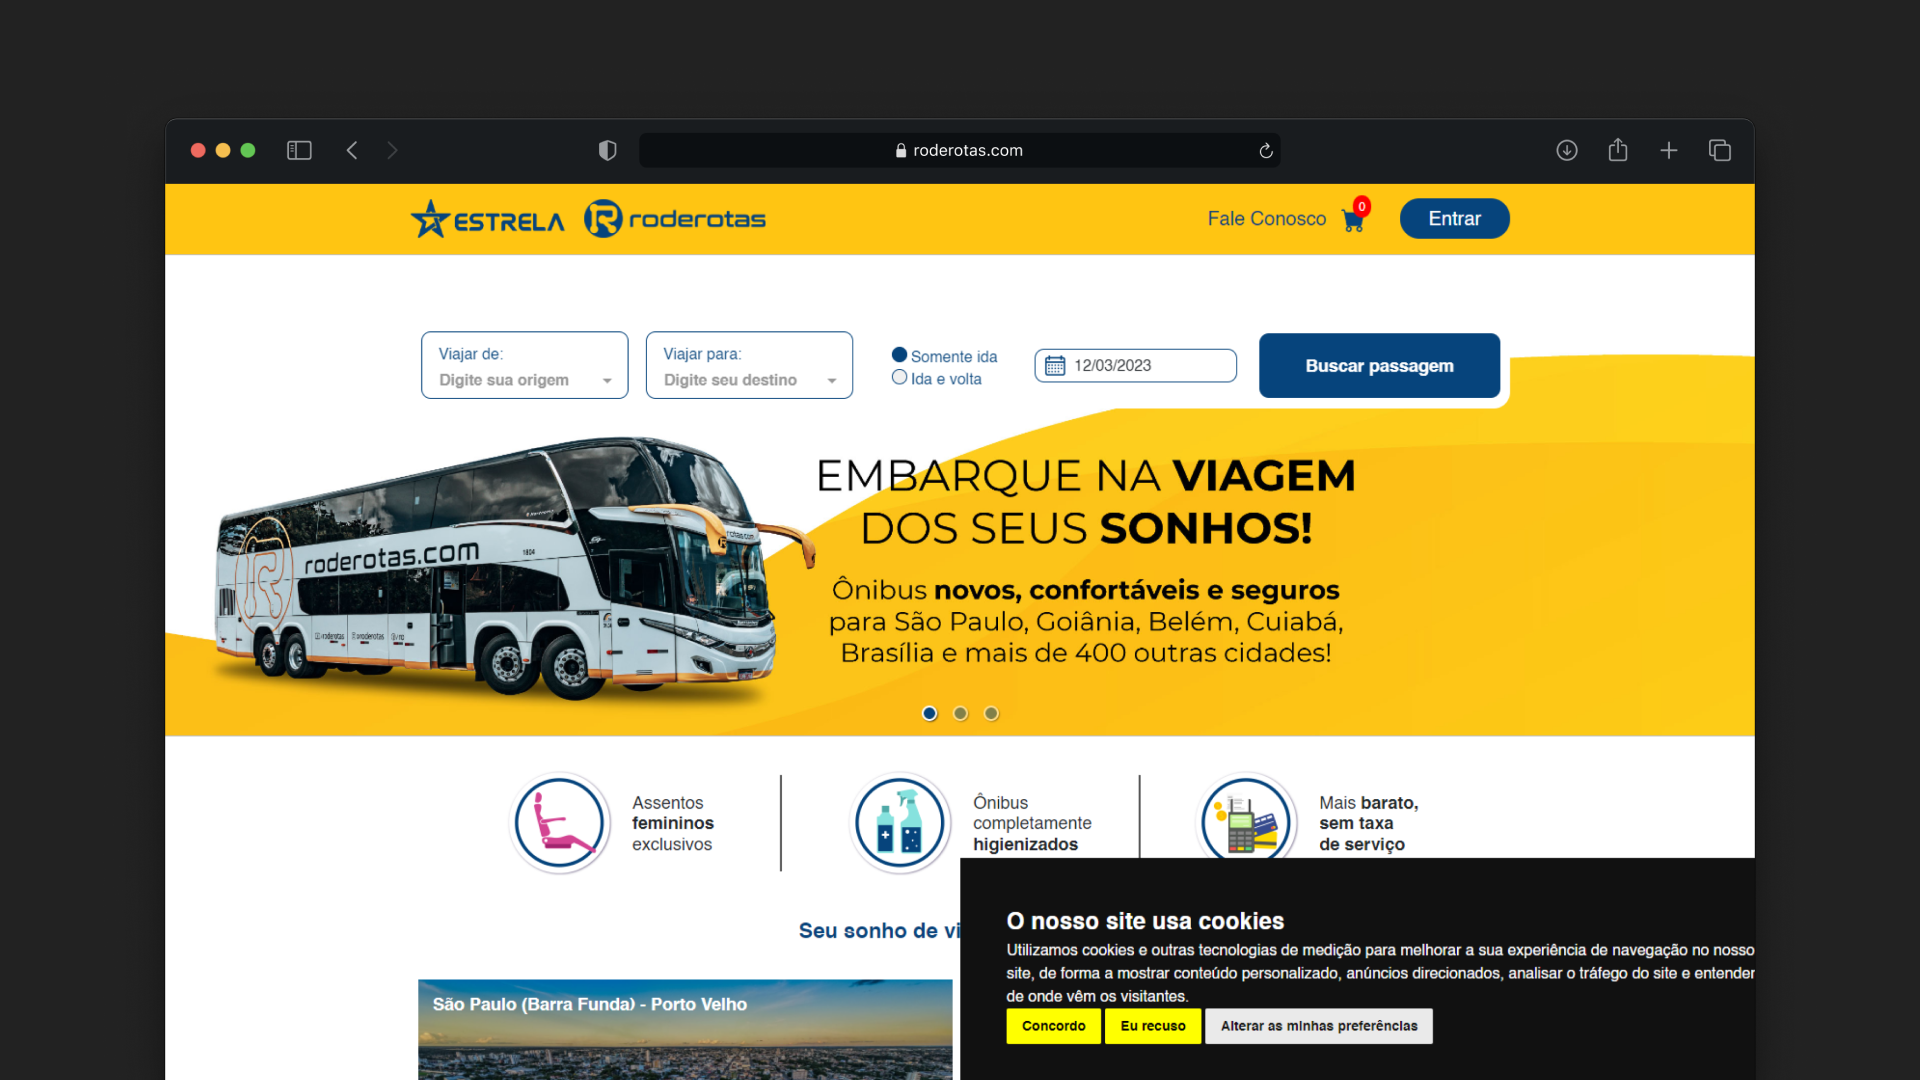 roderotas.com
ESTRELA roderotas
Fale Conosco
0
Entrar
Viajar de:
Digite sua origem
Viajar para:
Digite seu destino
Somente ida
Ida e volta
12/03/2023
Buscar passagem
EMBARQUE NA VIAGEM
DOS SEUS SONHOS!
Ônibus novos, confortáveis e seguros
para São Paulo, Goiânia, Belém, Cuiabá,
Brasília e mais de 400 outras cidades!
roderotas.com
1804
roderotas
Assentos
femininos
exclusivos
Ônibus
completamente
higienizados
Mais barato,
sem taxa
de serviço
Seu sonho de vi
São Paulo (Barra Funda) - Porto Velho
O nosso site usa cookies
Utilizamos cookies e outras tecnologias de medição para melhorar a sua experiência de navegação no nosso
site, de forma a mostrar conteúdo personalizado, anúncios direcionados, analisar o tráfego do site e entender
de onde vêm os visitantes.
Concordo
Eu recuso
Alterar as minhas preferências